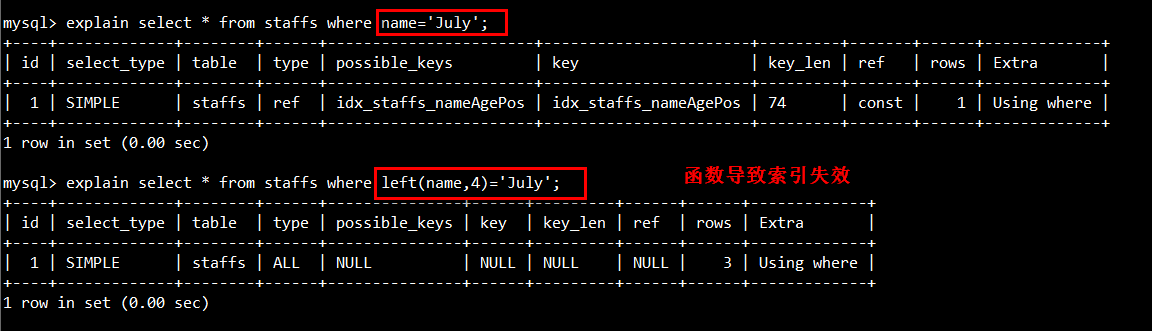 mysql> explain select * from staffs where name='July';
+----+-------------+--------+------+-----------------------+-----------------------+---------+-------+------+-------------+
| id | select_type | table | type | possible_keys | key | key_len | ref | rows | Extra |
+----+-------------+--------+------+-----------------------+-----------------------+---------+-------+------+-------------+
| 1 | SIMPLE | staffs | ref | idx_staffs_nameAgePos | idx_staffs_nameAgePos | 74 | const | 1 | Using where |
+----+-------------+--------+------+-----------------------+-----------------------+---------+-------+------+-------------+
1 row in set (0.00 sec)
mysql> explain select * from staffs where left(name,4)='July'; 函数导致索引失效
+----+-------------+--------+------+---------------+------+---------+------+------+-------------+
| id | select_type | table | type | possible_keys | key | key_len | ref | rows | Extra |
+----+-------------+--------+------+---------------+------+---------+------+------+-------------+
| 1 | SIMPLE | staffs | ALL | NULL | NULL | NULL | NULL | 3 | Using where |
+----+-------------+--------+------+---------------+------+---------+------+------+-------------+
1 row in set (0.00 sec)